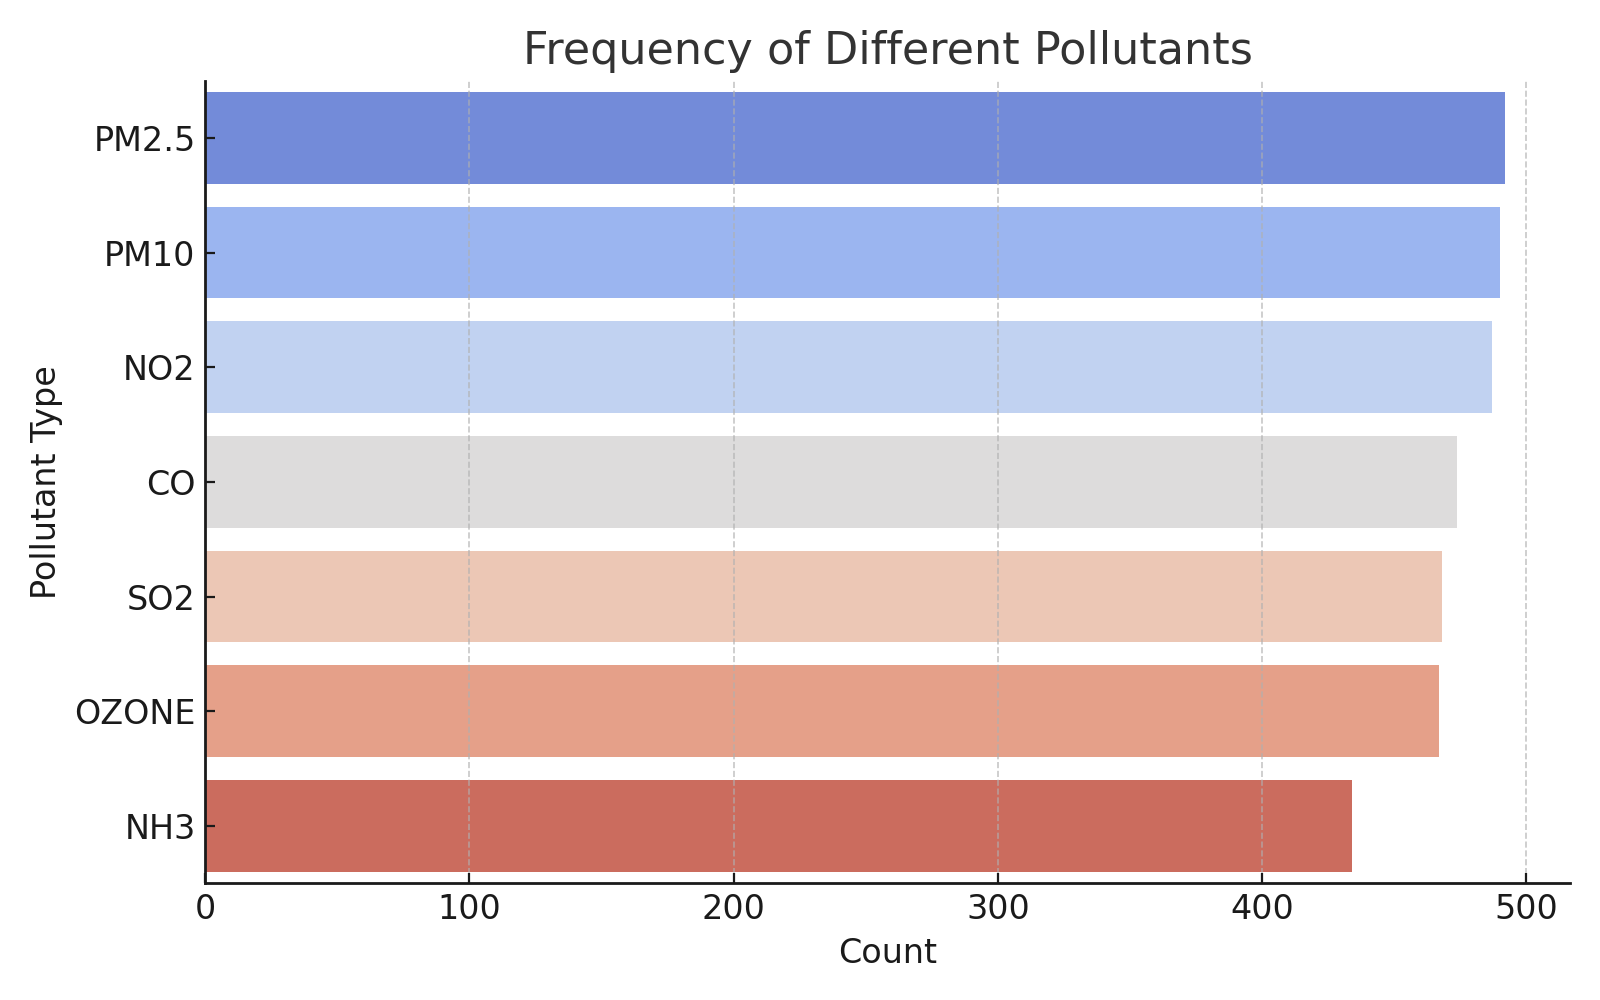 Frequency of Different Pollutants
PM2.5
PM10
NO2
CO
SO2
OZONE
NH3
Pollutant Type
0 100 200 300 400 500
Count